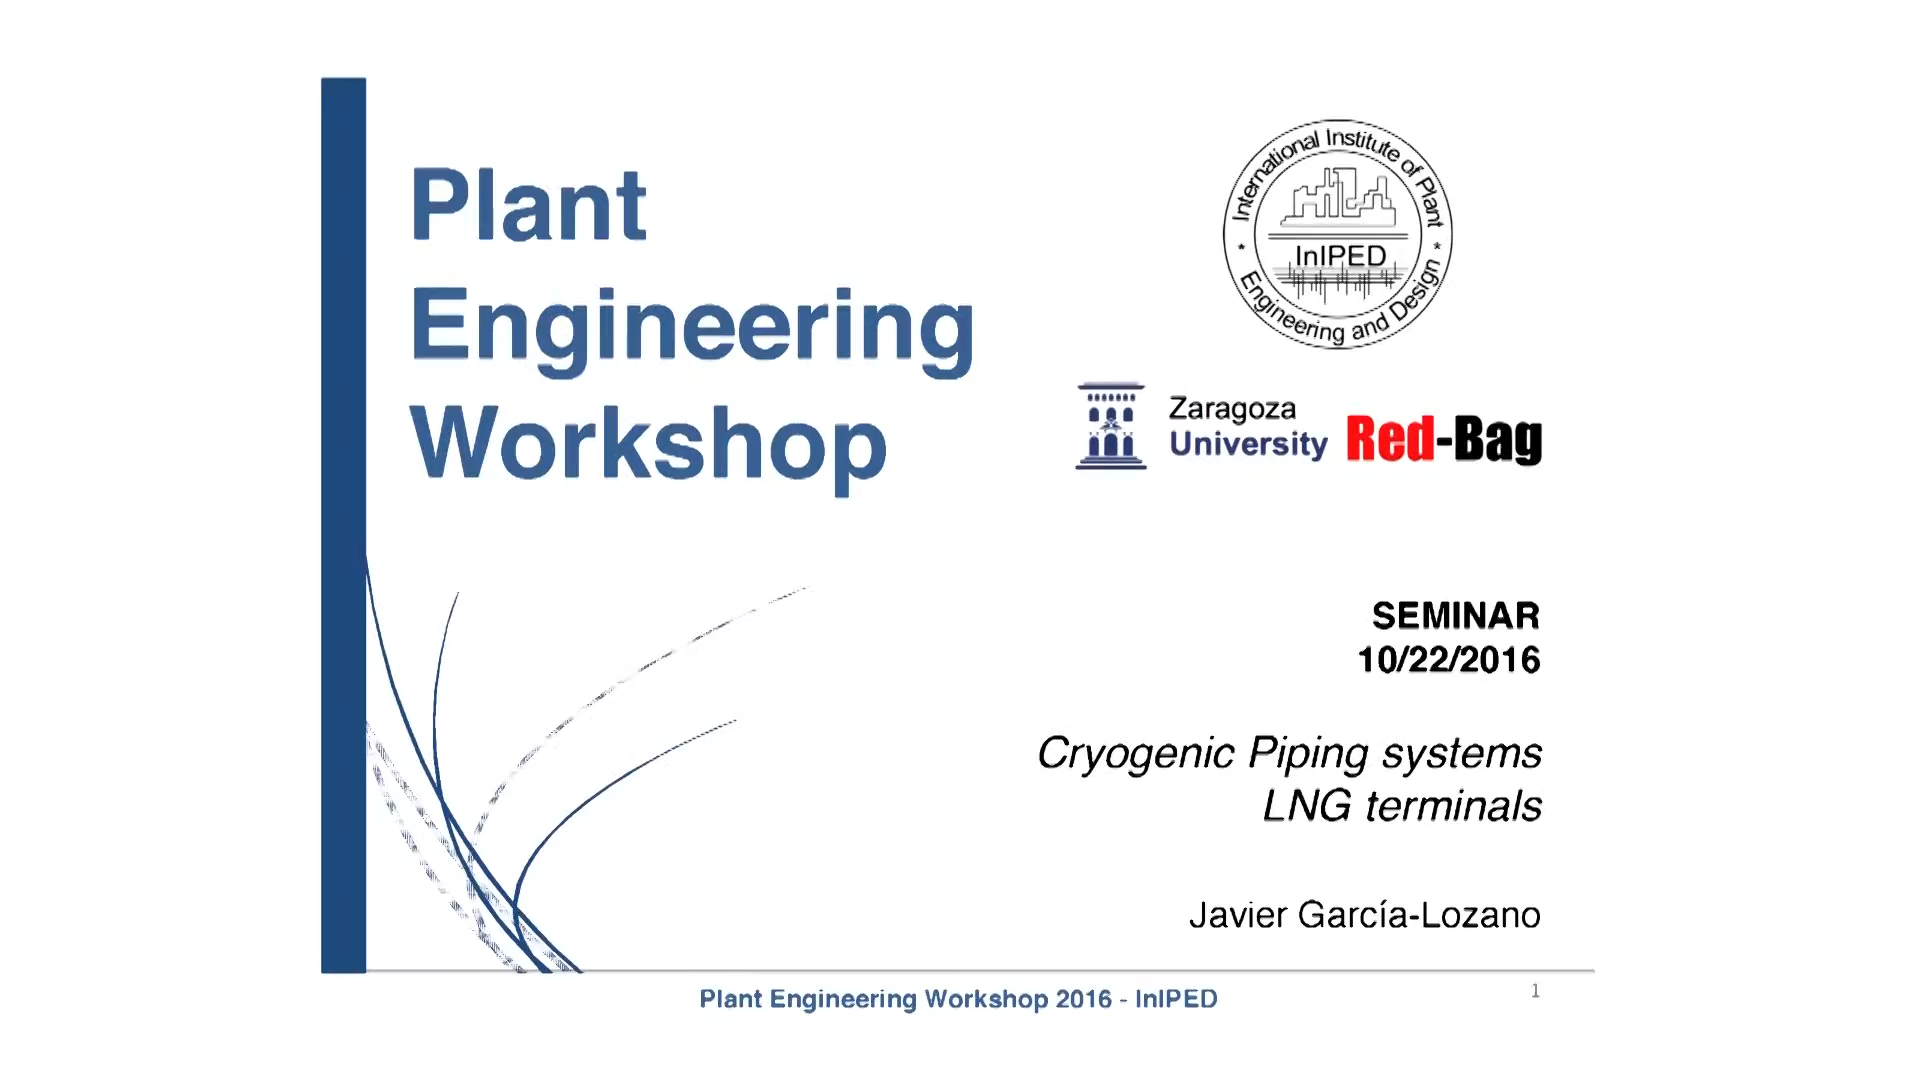 Plant
Engineering
Workshop
International Institute of Plant
* Engineering and Design *
InIPED
Zaragoza
University
Red-Bag
SEMINAR
10/22/2016
Cryogenic Piping systems
LNG terminals
Javier García-Lozano
Plant Engineering Workshop 2016 - InIPED
1